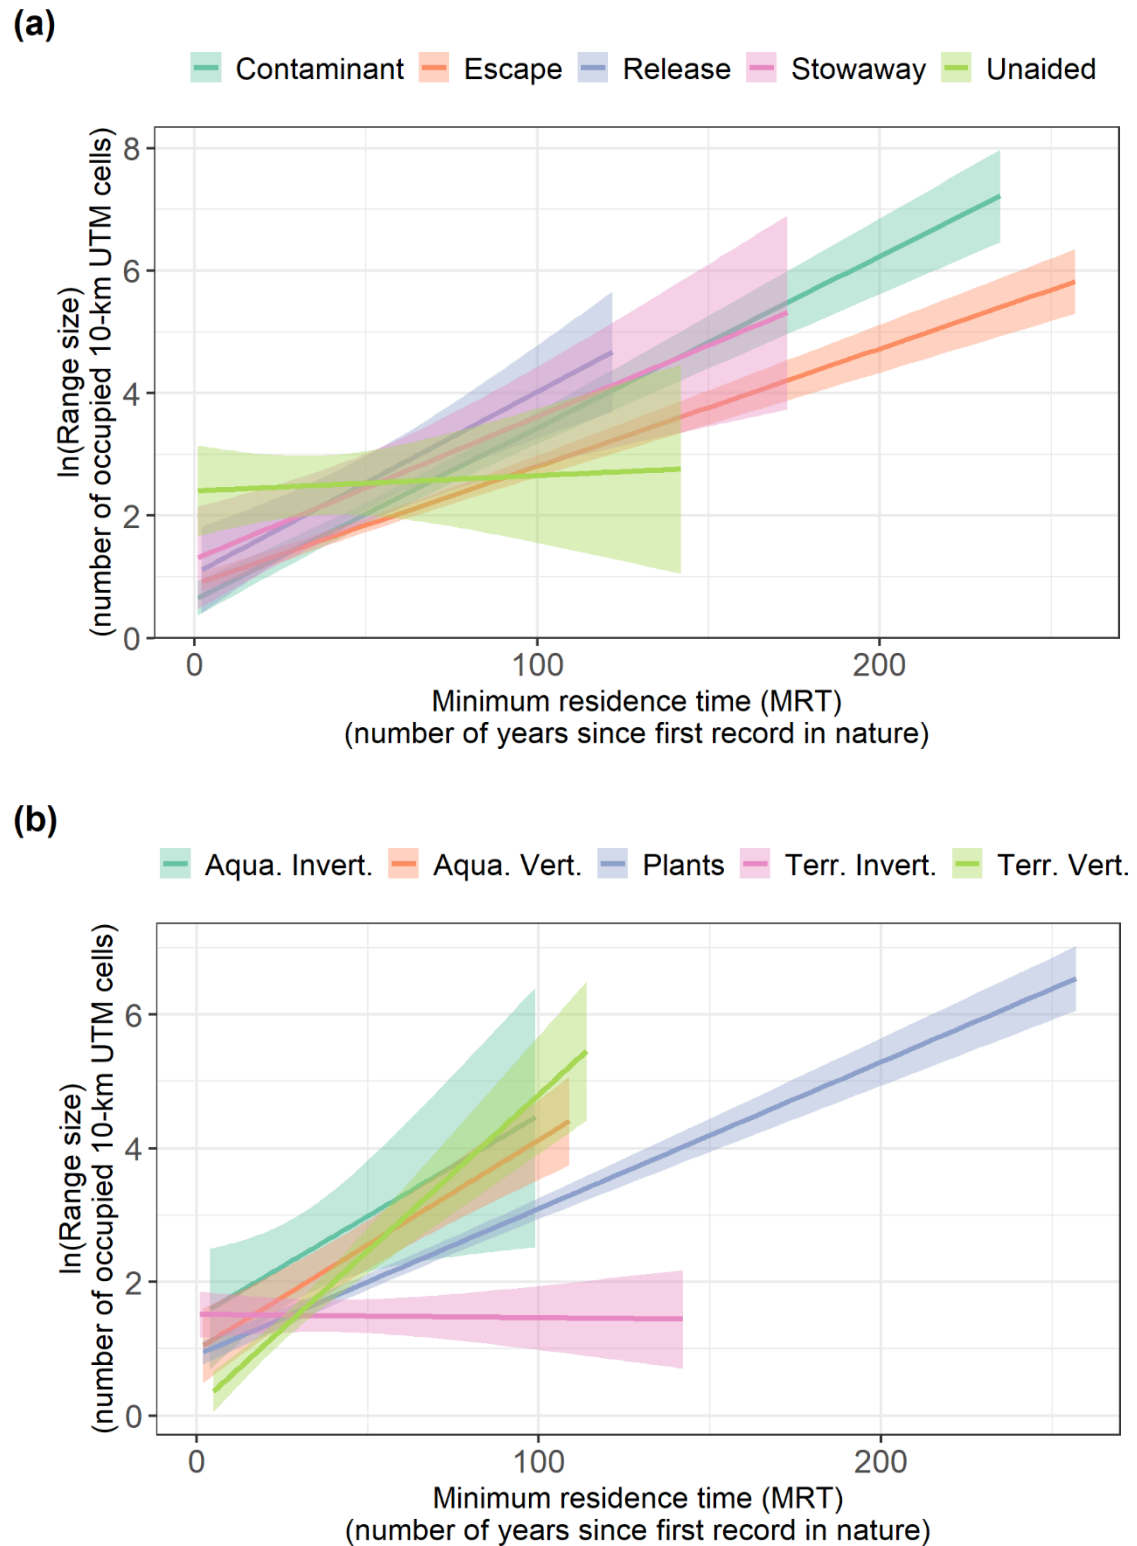 (a)
Contaminant Escape Release Stowaway Unaided
ln(Range size)
(number of occupied 10-km UTM cells)
8
6
4
2
0
0 100 200
Minimum residence time (MRT)
(number of years since first record in nature)
(b)
Aqua. Invert. Aqua. Vert. Plants Terr. Invert. Terr. Vert.
ln(Range size)
(number of occupied 10-km UTM cells)
6
4
2
0
0 100 200
Minimum residence time (MRT)
(number of years since first record in nature)